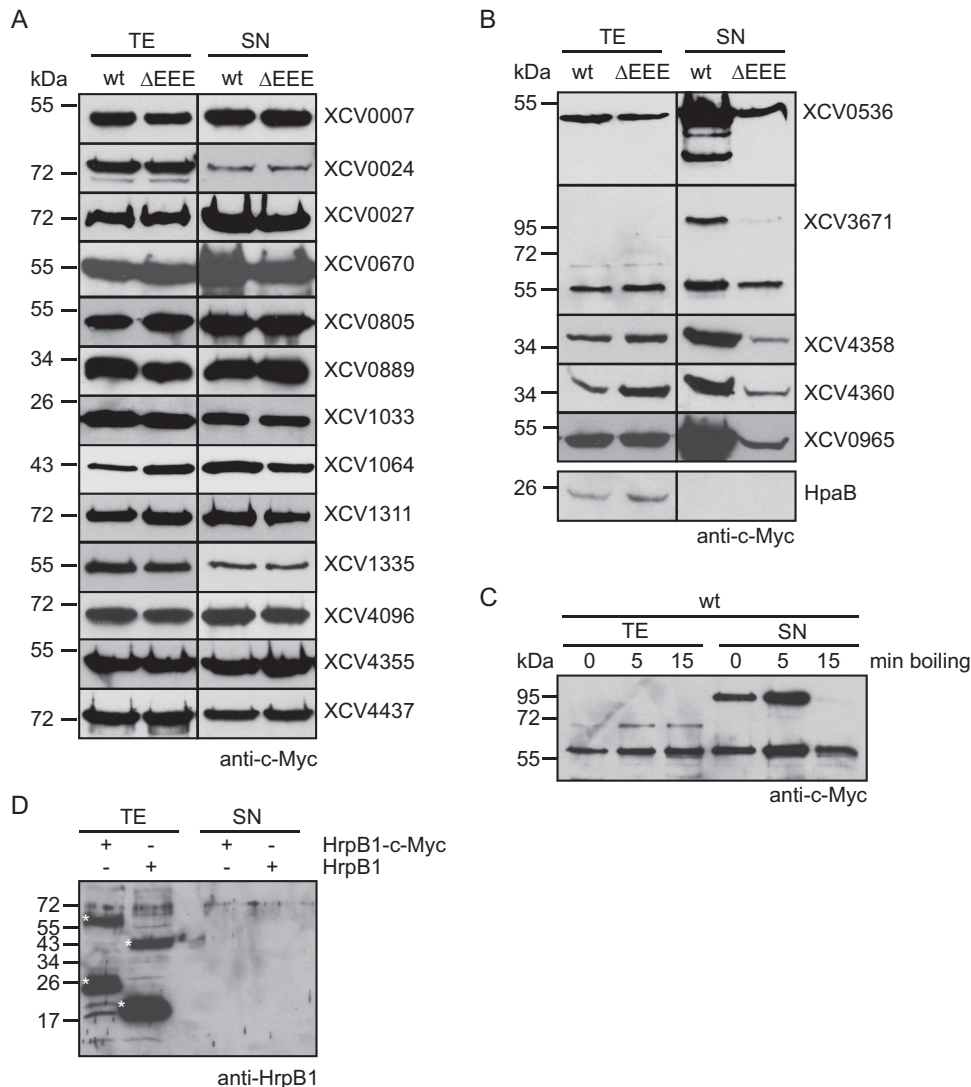 A
TE SN
kDa wt ΔEEE wt ΔEEE
55 XCV0007
72 XCV0024
72 XCV0027
55 XCV0670
55 XCV0805
34 XCV0889
26 XCV1033
43 XCV1064
72 XCV1311
55 XCV1335
72 XCV4096
55 XCV4355
72 XCV4437
anti-c-Myc
B
TE SN
kDa wt ΔEEE wt ΔEEE
55 XCV0536
95 XCV3671
72
55
34 XCV4358
34 XCV4360
55 XCV0965
26 HpaB
anti-c-Myc
C
wt
TE SN
kDa 0 5 15 0 5 15 min boiling
95
72
55
anti-c-Myc
D
TE SN
+ - + - HrpB1-c-Myc
- + - + HrpB1
72
55 *
43 *
34
26 *
*
17
anti-HrpB1